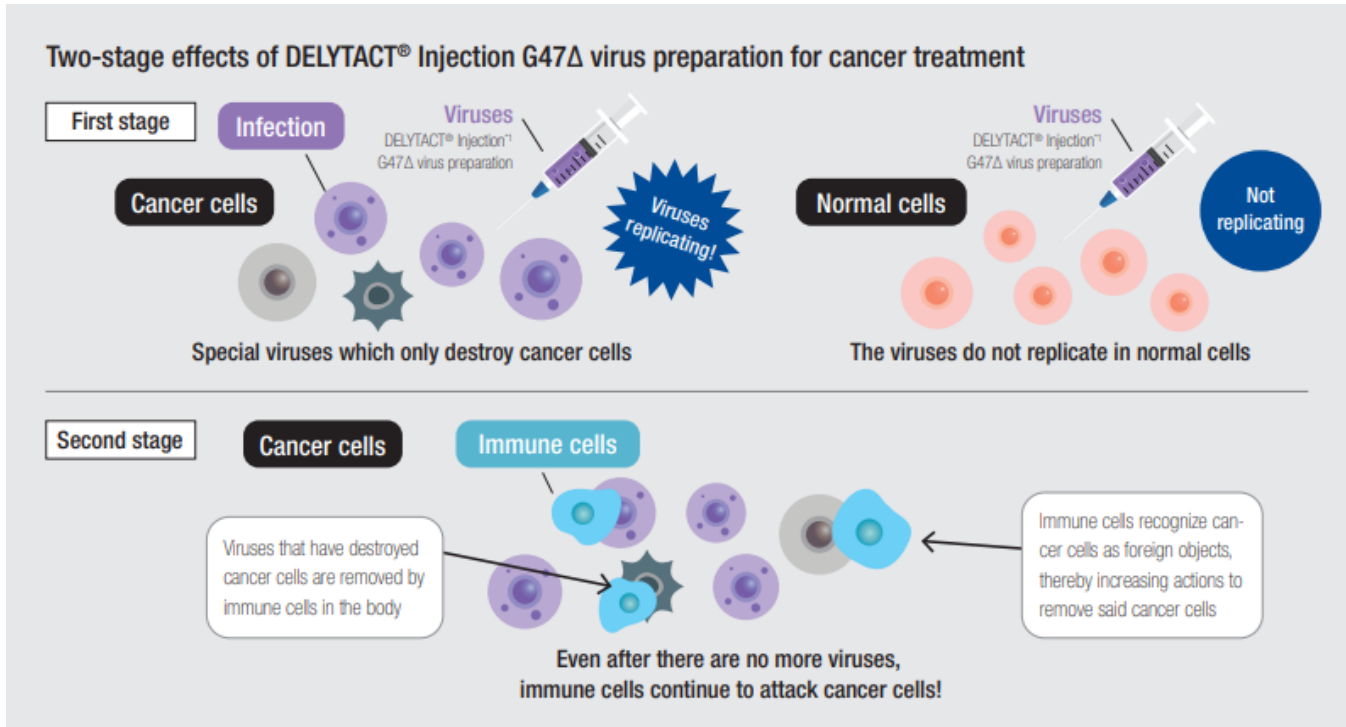 Two-stage effects of DELYTACT® Injection G47Δ virus preparation for cancer treatment
First stage
Infection
Viruses
DELYTACT® Injection*1
G47Δ virus preparation
Cancer cells
Viruses
replicating!
Special viruses which only destroy cancer cells
Viruses
DELYTACT® Injection*1
G47Δ virus preparation
Normal cells
Not
replicating
The viruses do not replicate in normal cells
Second stage
Cancer cells
Immune cells
Viruses that have destroyed
cancer cells are removed by
immune cells in the body
Immune cells recognize can-
cer cells as foreign objects,
thereby increasing actions to
remove said cancer cells
Even after there are no more viruses,
immune cells continue to attack cancer cells!